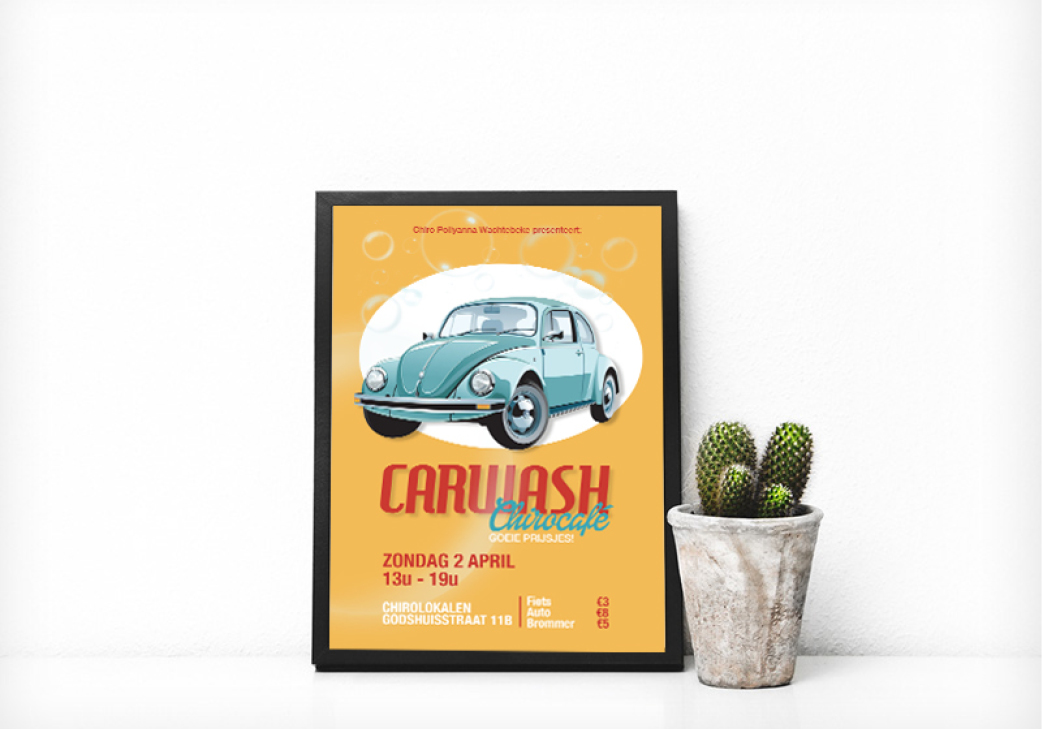 Chiro Pollyanna Wachtebeke presenteert:
CARWASH
Chirocafé
GOEIE PRIJSJES!
ZONDAG 2 APRIL
13u - 19u
CHIROLOKALEN
GODSHUISSTRAAT 11B
Fiets €3
Auto €8
Brommer €5